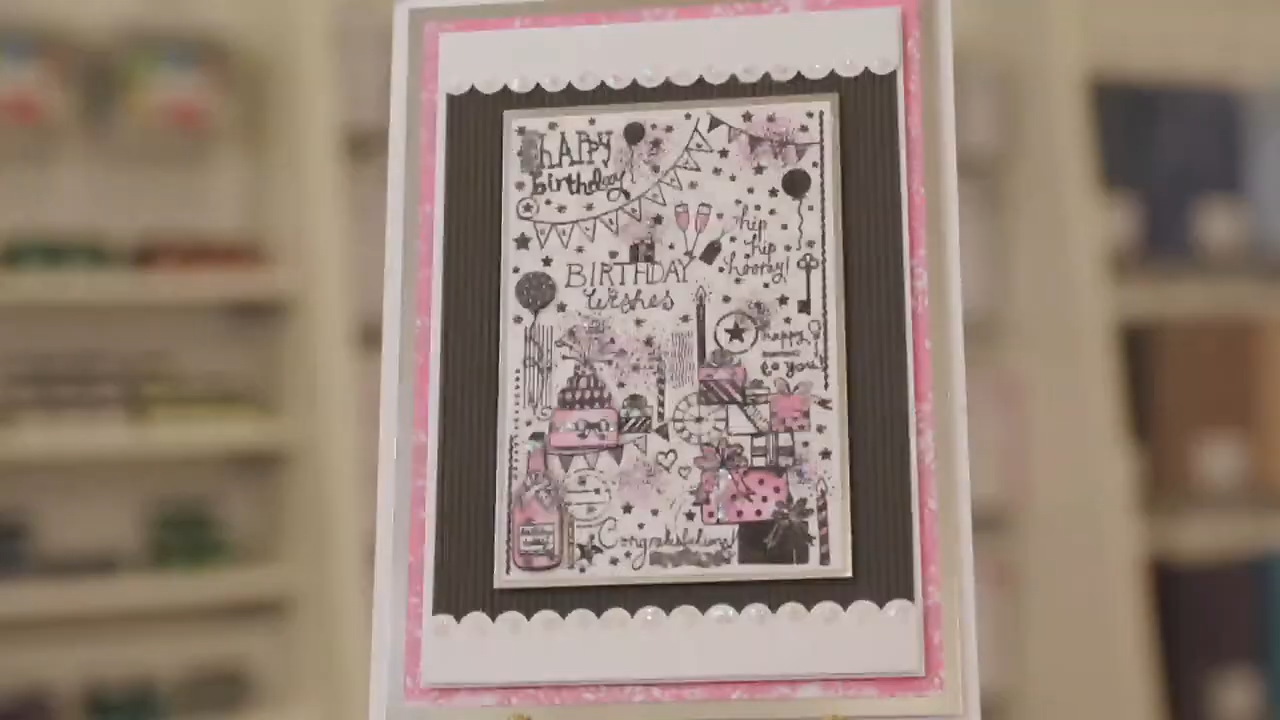 hAPPY
birthday
hip
hip
hooray!
BIRTHDAY
wishes
happy
to you
Congratulations!